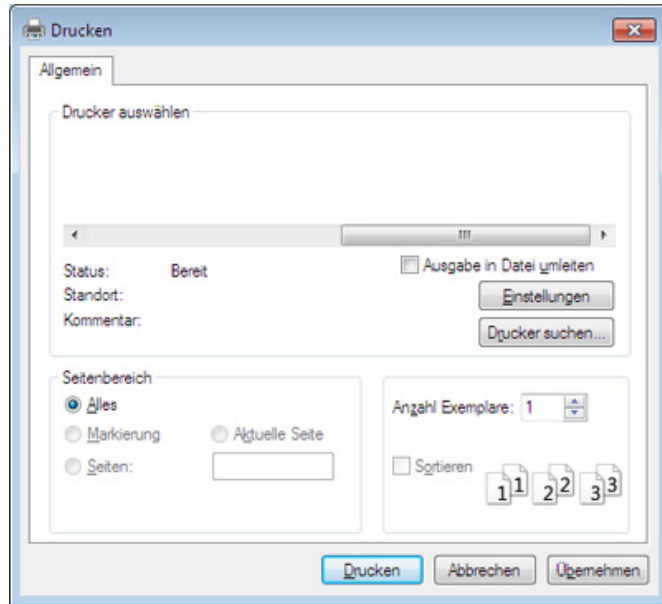 Drucken
Allgemein
Drucker auswählen
Status: Bereit
Ausgabe in Datei umleiten
Standort:
Einstellungen
Kommentar:
Drucker suchen...
Seitenbereich
Alles
Markierung
Aktuelle Seite
Seiten:
Anzahl Exemplare: 1
Sortieren
1 1 2 2 3 3
Drucken
Abbrechen
Übernehmen